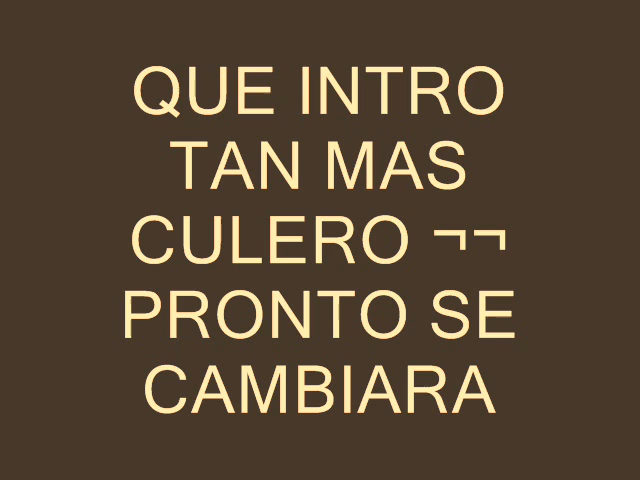 QUE INTRO
TAN MAS
CULERO ¬¬
PRONTO SE
CAMBIARA